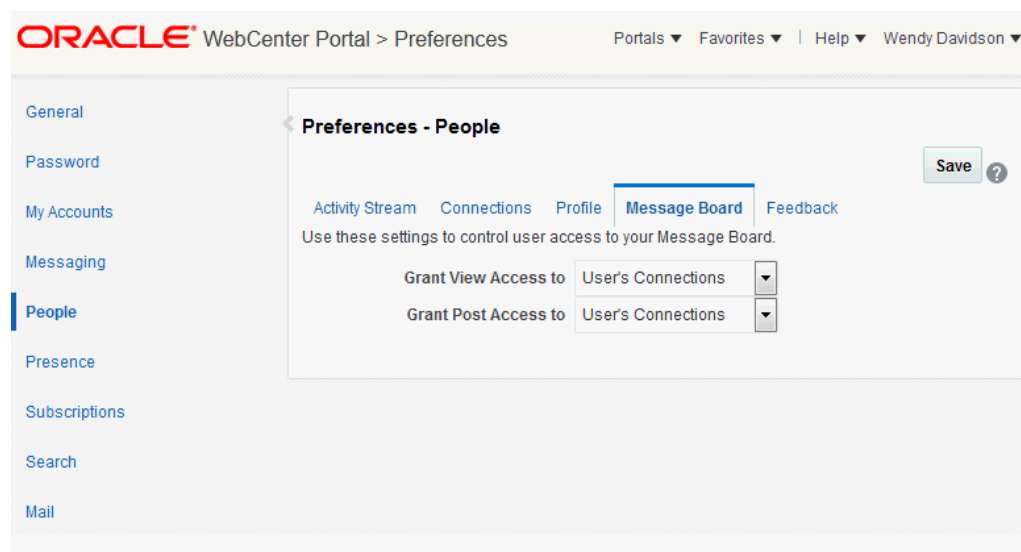 ORACLE WebCenter Portal > Preferences Portals Favorites | Help Wendy Davidson
General
Preferences - People
Password
Save ?
My Accounts
Activity Stream Connections Profile Message Board Feedback
Use these settings to control user access to your Message Board.
Messaging
Grant View Access to User's Connections
People
Grant Post Access to User's Connections
Presence
Subscriptions
Search
Mail